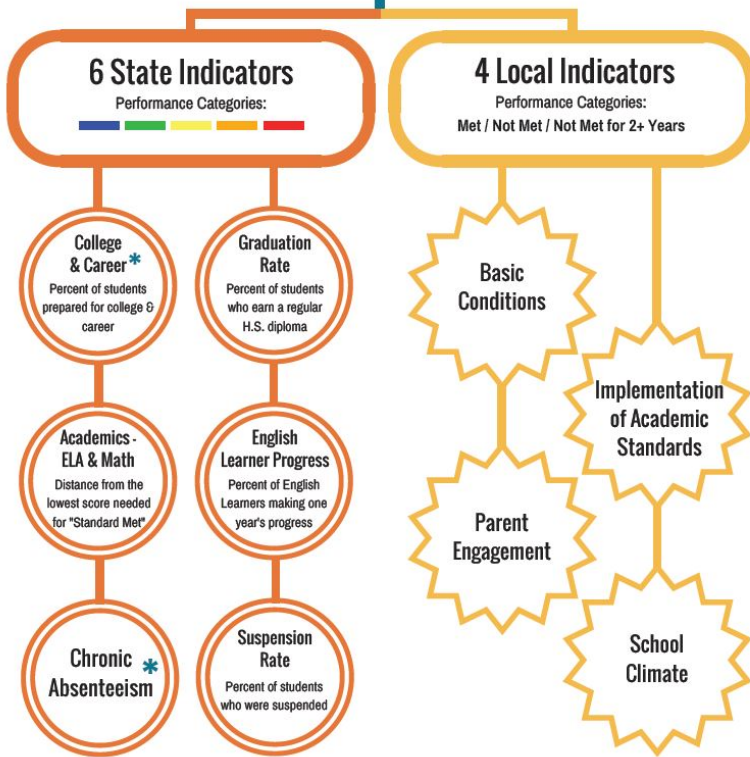 6 State Indicators
Performance Categories:
4 Local Indicators
Performance Categories:
Met / Not Met / Not Met for 2+ Years
College
& Career*
Percent of students
prepared for college &
career
Graduation
Rate
Percent of students
who earn a regular
H.S. diploma
Basic
Conditions
Implementation
of Academic
Standards
Academics -
ELA & Math
Distance from the
lowest score needed
for "Standard Met"
English
Learner Progress
Percent of English
Learners making one
year's progress
Parent
Engagement
Chronic
Absenteeism*
Suspension
Rate
Percent of students
who were suspended
School
Climate